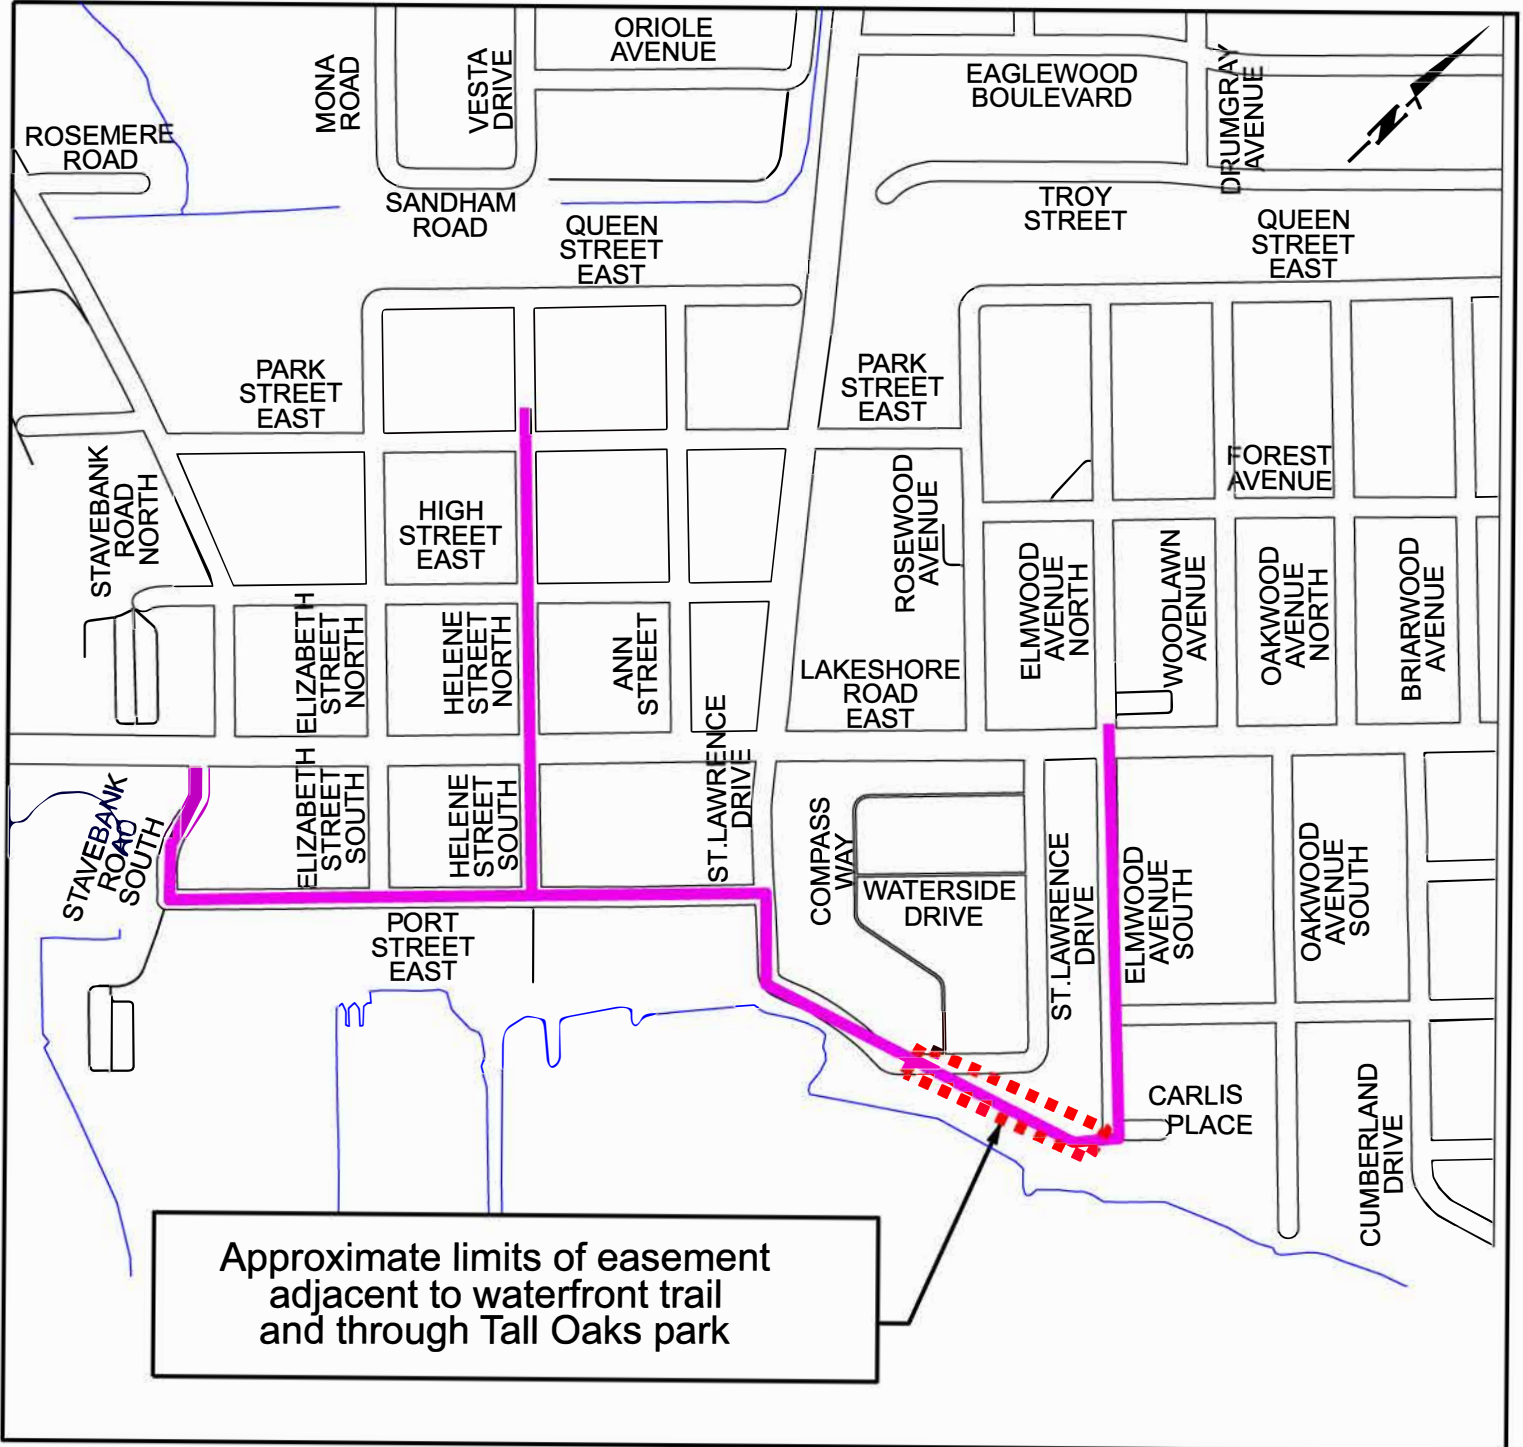 ORIOLE
AVENUE
MONA
ROAD
VESTA
DRIVE
EAGLEWOOD
BOULEVARD
DRUMGRAY
AVENUE
N
ROSEMERE
ROAD
SANDHAM
ROAD
TROY
STREET
QUEEN
STREET
EAST
QUEEN
STREET
EAST
PARK
STREET
EAST
PARK
STREET
EAST
STAVEBANK
ROAD
NORTH
HIGH
STREET
EAST
ROSEWOOD
AVENUE
FOREST
AVENUE
ELIZABETH
STREET
NORTH
HELENE
STREET
NORTH
ANN
STREET
LAKESHORE
ROAD
EAST
ELMWOOD
AVENUE
NORTH
WOODLAWN
AVENUE
OAKWOOD
AVENUE
NORTH
BRIARWOOD
AVENUE
STAVEBANK
ROAD
SOUTH
ELIZABETH
STREET
SOUTH
HELENE
STREET
SOUTH
ST.LAWRENCE
DRIVE
COMPASS
WAY
WATERSIDE
DRIVE
ST.LAWRENCE
DRIVE
ELMWOOD
AVENUE
SOUTH
OAKWOOD
AVENUE
SOUTH
PORT
STREET
EAST
CARLIS
PLACE
CUMBERLAND
DRIVE
Approximate limits of easement
adjacent to waterfront trail
and through Tall Oaks park